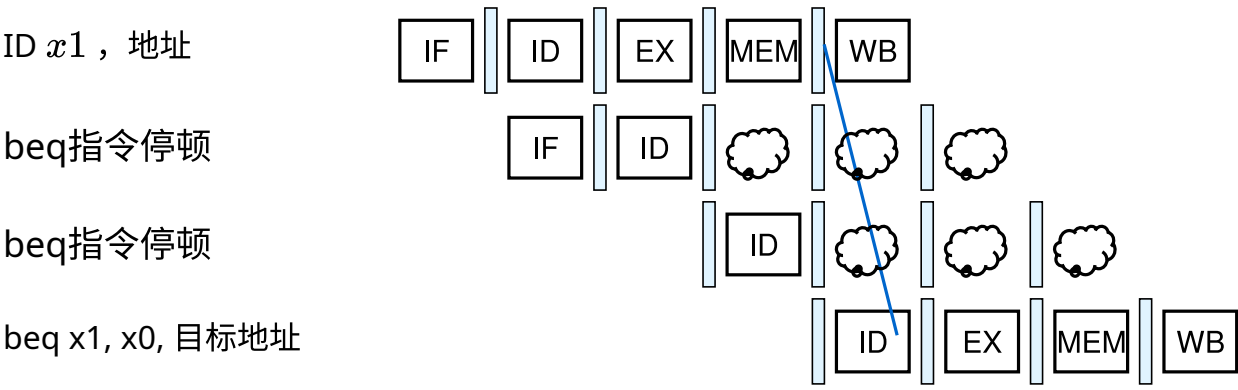 ID x1 ，地址 IF ID EX MEM WB
beq指令停顿 IF ID
beq指令停顿 ID
beq x1, x0, 目标地址 ID EX MEM WB